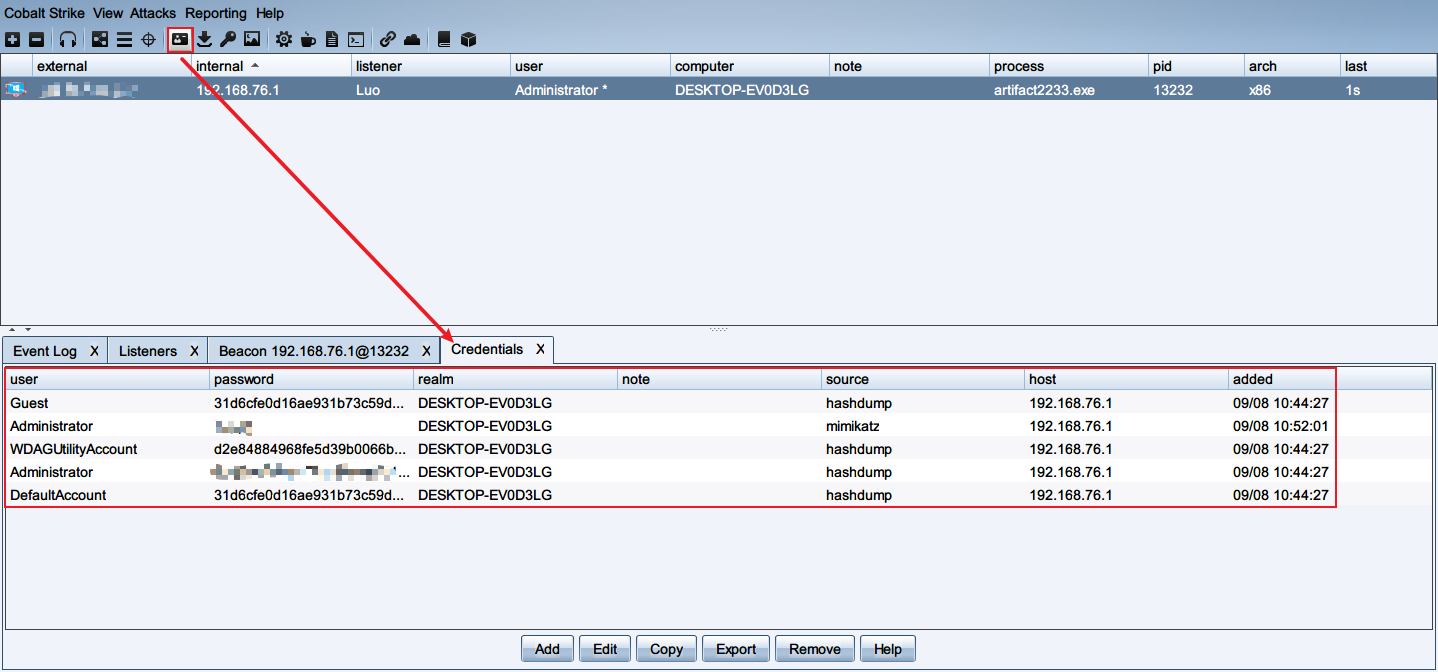 Cobalt Strike View Attacks Reporting Help
external internal listener user computer note process pid arch last
192.168.76.1 Luo Administrator * DESKTOP-EV0D3LG artifact2233.exe 13232 x86 1s
Event Log X Listeners X Beacon 192.168.76.1@13232 X Credentials X
user password realm note source host added
Guest 31d6cfe0d16ae931b73c59d... DESKTOP-EV0D3LG hashdump 192.168.76.1 09/08 10:44:27
Administrator DESKTOP-EV0D3LG mimikatz 192.168.76.1 09/08 10:52:01
WDAGUtilityAccount d2e84884968fe5d39b0066b... DESKTOP-EV0D3LG hashdump 192.168.76.1 09/08 10:44:27
Administrator ... DESKTOP-EV0D3LG hashdump 192.168.76.1 09/08 10:44:27
DefaultAccount 31d6cfe0d16ae931b73c59d... DESKTOP-EV0D3LG hashdump 192.168.76.1 09/08 10:44:27
Add Edit Copy Export Remove Help